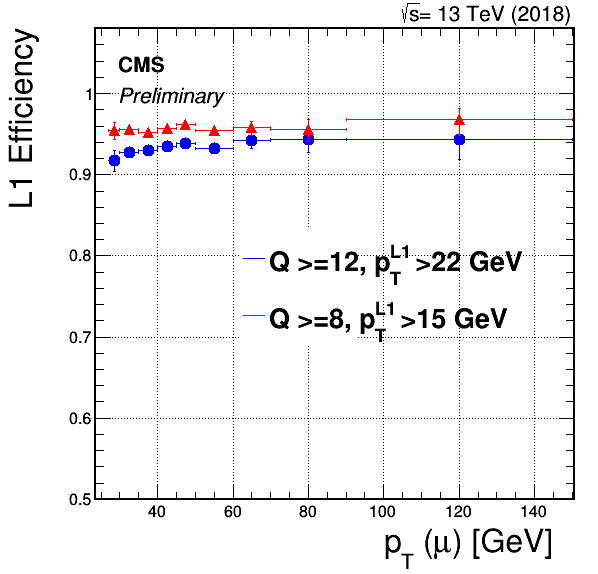 √s= 13 TeV (2018)
CMS
Preliminary
L1 Efficiency
1
0.9
0.8
0.7
0.6
0.5
Q >=12, p_T^L1 >22 GeV
Q >=8, p_T^L1 >15 GeV
40 60 80 100 120 140
p_T (μ) [GeV]